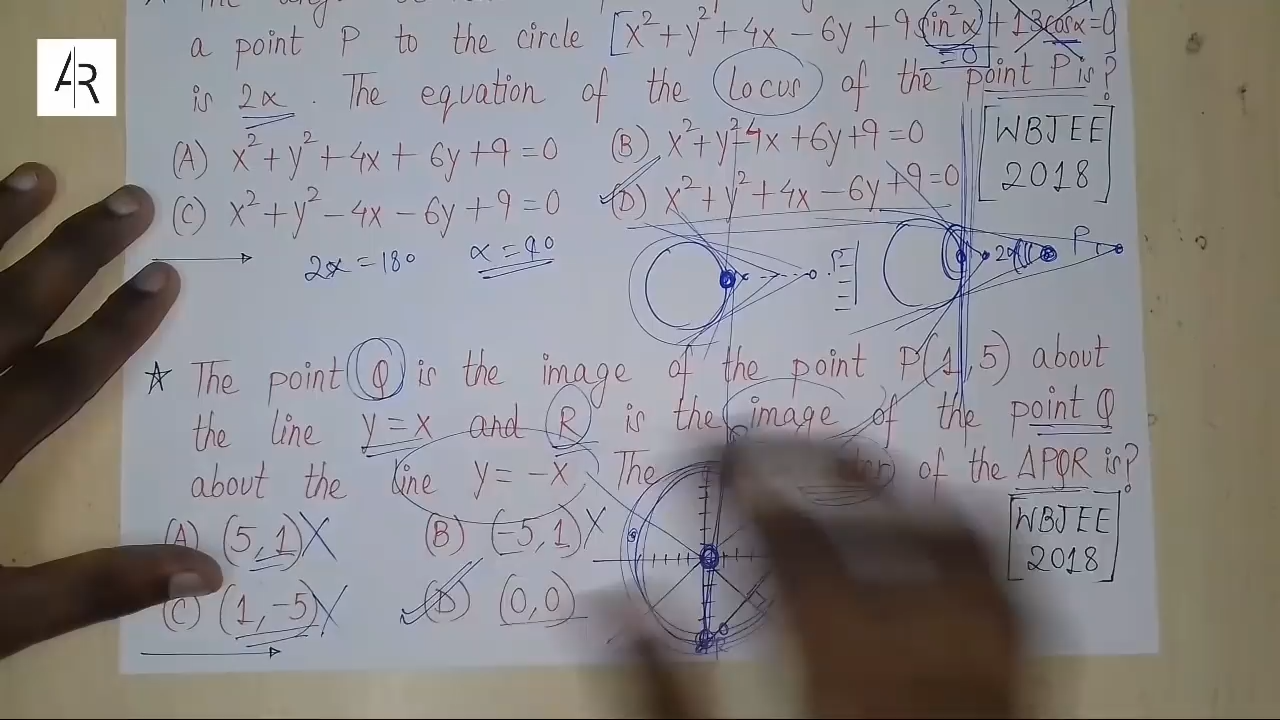 a point P to the circle [x²+y²+4x-6y+9sin²α+13cos²α=0]
=0
is 2α. The equation of the locus of the point P is?
[WBJEE
2018]
(A) x²+y²+4x+6y+9=0 (B) x²+y²-4x+6y+9=0
(C) x²+y²-4x-6y+9=0 (D) x²+y²+4x-6y+9=0
2α=180 α=90
P
2α
AR
☆ The point Q is the image of the point P(1,5) about
the line y=x and R is the image of the point Q
about the line y=-x. The of the ΔPQR is?
[WBJEE
2018]
(A) (5,1) (B) (-5,1)
(C) (1,-5) (D) (0,0)